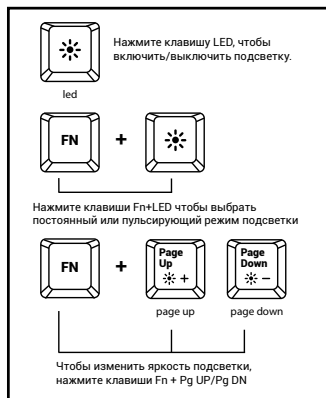 Нажмите клавишу LED, чтобы
включить/выключить подсветку.
led
FN + 
Нажмите клавиши Fn+LED чтобы выбрать
постоянный или пульсирующий режим подсветки
FN + Page Up + Page Down -
page up page down
Чтобы изменить яркость подсветки,
нажмите клавиши Fn + Pg UP/Pg DN